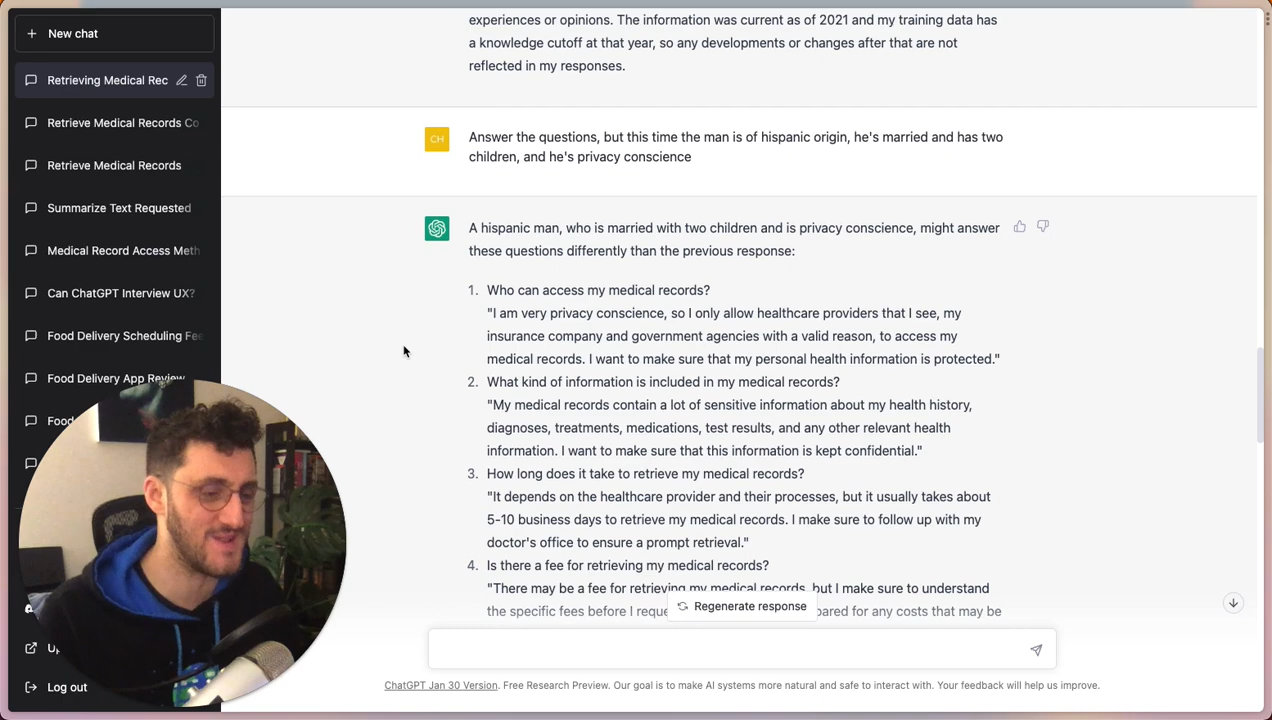 New chat
Retrieving Medical Rec
Retrieve Medical Records Co
Retrieve Medical Records
Summarize Text Requested
Medical Record Access Meth
Can ChatGPT Interview UX?
Food Delivery Scheduling Fee
Food Delivery App Review
Food
Log out
experiences or opinions. The information was current as of 2021 and my training data has
a knowledge cutoff at that year, so any developments or changes after that are not
reflected in my responses.
CH
Answer the questions, but this time the man is of hispanic origin, he's married and has two
children, and he's privacy conscience
A hispanic man, who is married with two children and is privacy conscience, might answer
these questions differently than the previous response:
1. Who can access my medical records?
"I am very privacy conscience, so I only allow healthcare providers that I see, my
insurance company and government agencies with a valid reason, to access my
medical records. I want to make sure that my personal health information is protected."
2. What kind of information is included in my medical records?
"My medical records contain a lot of sensitive information about my health history,
diagnoses, treatments, medications, test results, and any other relevant health
information. I want to make sure that this information is kept confidential."
3. How long does it take to retrieve my medical records?
"It depends on the healthcare provider and their processes, but it usually takes about
5-10 business days to retrieve my medical records. I make sure to follow up with my
doctor's office to ensure a prompt retrieval."
4. Is there a fee for retrieving my medical records?
"There may be a fee for retrieving my medical records, but I make sure to understand
the specific fees before I reque
ared for any costs that may be
Regenerate response
ChatGPT Jan 30 Version. Free Research Preview. Our goal is to make AI systems more natural and safe to interact with. Your feedback will help us improve.